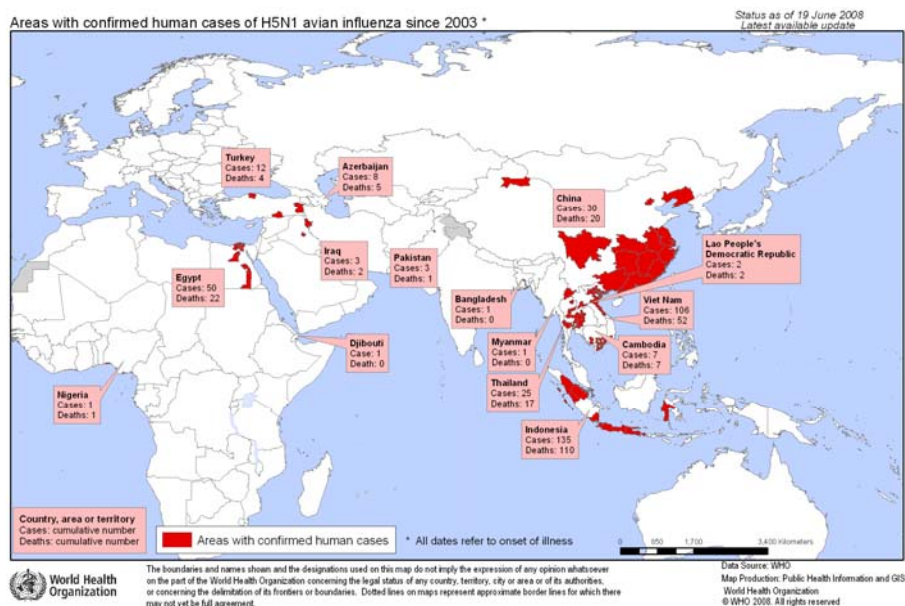 Areas with confirmed human cases of H5N1 avian influenza since 2003 *
Status as of 19 June 2008
Latest available update
Turkey
Cases: 12
Deaths: 4
Azerbaijan
Cases: 8
Deaths: 5
China
Cases: 30
Deaths: 20
Iraq
Cases: 3
Deaths: 2
Pakistan
Cases: 3
Deaths: 1
Lao People's
Democratic Republic
Cases: 2
Deaths: 2
Egypt
Cases: 50
Deaths: 22
Bangladesh
Cases: 1
Deaths: 0
Viet Nam
Cases: 106
Deaths: 52
Djibouti
Case: 1
Death: 0
Myanmar
Cases: 1
Deaths: 0
Cambodia
Cases: 7
Deaths: 7
Nigeria
Cases: 1
Deaths: 1
Thailand
Cases: 25
Deaths: 17
Indonesia
Cases: 135
Deaths: 110
Country, area or territory
Cases: cumulative number
Deaths: cumulative number
Areas with confirmed human cases
* All dates refer to onset of illness
0 850 1,700 3,400 Kilometers
World Health
Organization
The boundaries and names shown and the designations used on this map do not imply the expression of any opinion whatsoever
on the part of the World Health Organization concerning the legal status of any country, territory, city or area or of its authorities,
or concerning the delimitation of its frontiers or boundaries. Dotted lines on maps represent approximate border lines for which there
may not yet be full agreement.
Data Source: WHO
Map Production: Public Health Information and GIS
World Health Organization
© WHO 2008. All rights reserved